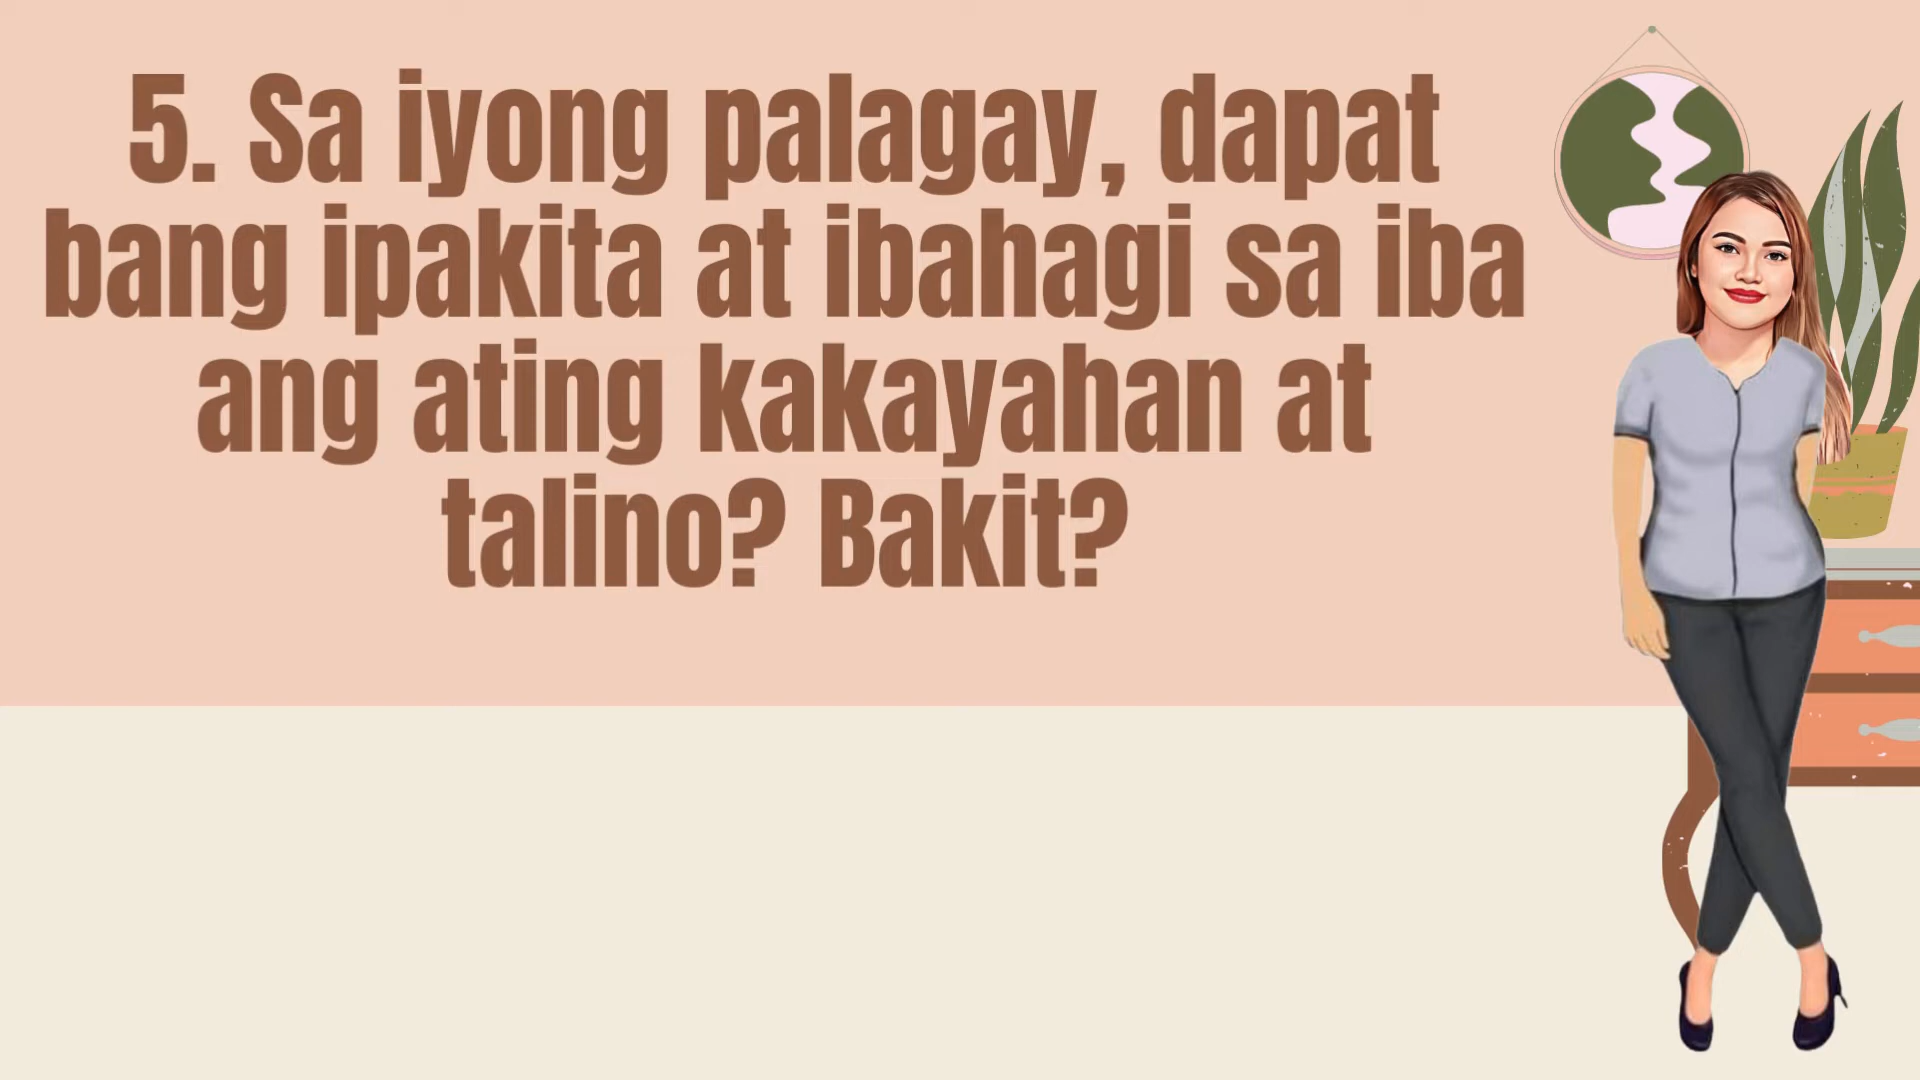 5. Sa iyong palagay, dapat
bang ipakita at ibahagi sa iba
ang ating kakayahan at
talino? Bakit?